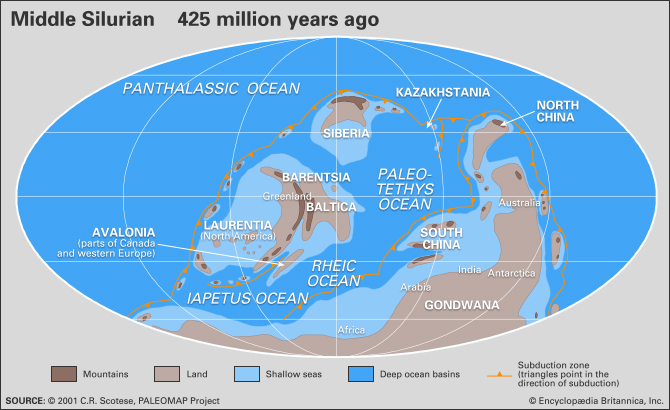 Middle Silurian 425 million years ago
PANTHALASSIC OCEAN
KAZAKHSTANIA
NORTH
CHINA
SIBERIA
BARENTSIA
Greenland
BALTICA
PALEO-
TETHYS
OCEAN
Australia
LAURENTIA
(North America)
AVALONIA
(parts of Canada
and western Europe)
SOUTH
CHINA
RHEIC
OCEAN
India
Antarctica
Arabia
IAPETUS OCEAN
GONDWANA
Africa
Mountains
Land
Shallow seas
Deep ocean basins
Subduction zone
(triangles point in the
direction of subduction)
SOURCE: © 2001 C.R. Scotese, PALEOMAP Project
© Encyclopædia Britannica, Inc.